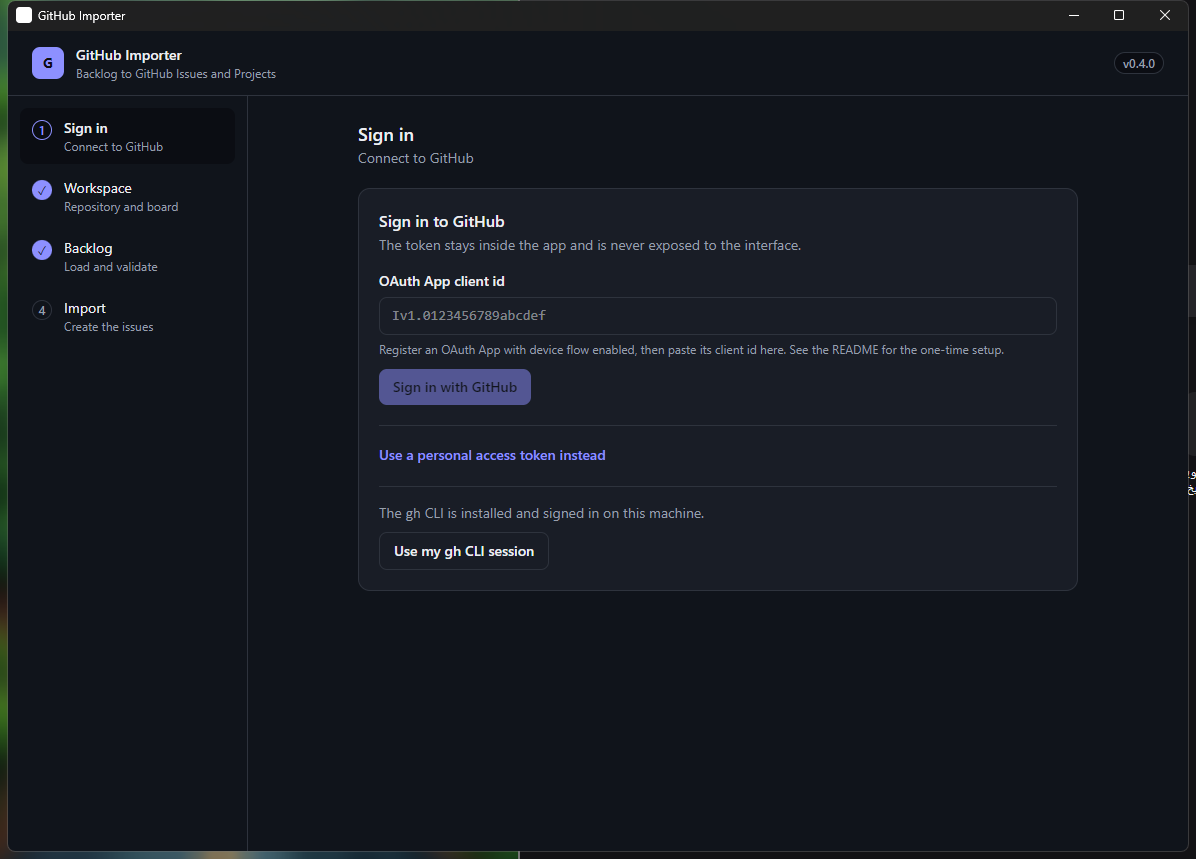 GitHub Importer
G
GitHub Importer
Backlog to GitHub Issues and Projects
v0.4.0
1
Sign in
Connect to GitHub
Workspace
Repository and board
Backlog
Load and validate
4
Import
Create the issues
Sign in
Connect to GitHub
Sign in to GitHub
The token stays inside the app and is never exposed to the interface.
OAuth App client id
Iv1.0123456789abcdef
Register an OAuth App with device flow enabled, then paste its client id here. See the README for the one-time setup.
Sign in with GitHub
Use a personal access token instead
The gh CLI is installed and signed in on this machine.
Use my gh CLI session